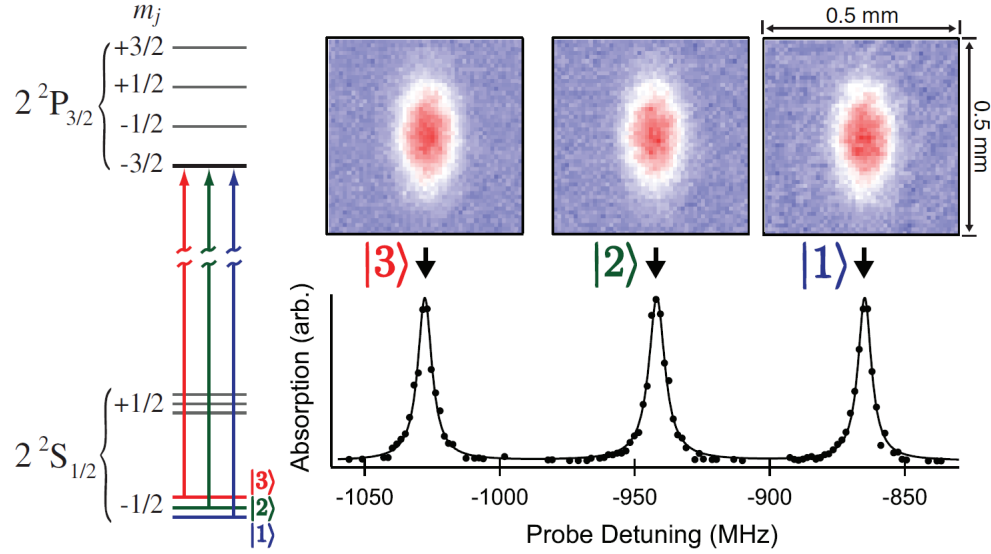 m_j
+3/2
+1/2
-1/2
-3/2
2 ²P₃/₂
+1/2
2 ²S₁/₂
-1/2
|3⟩
|2⟩
|1⟩
0.5 mm
0.5 mm
|3⟩
|2⟩
|1⟩
Absorption (arb.)
-1050
-1000
-950
-900
-850
Probe Detuning (MHz)